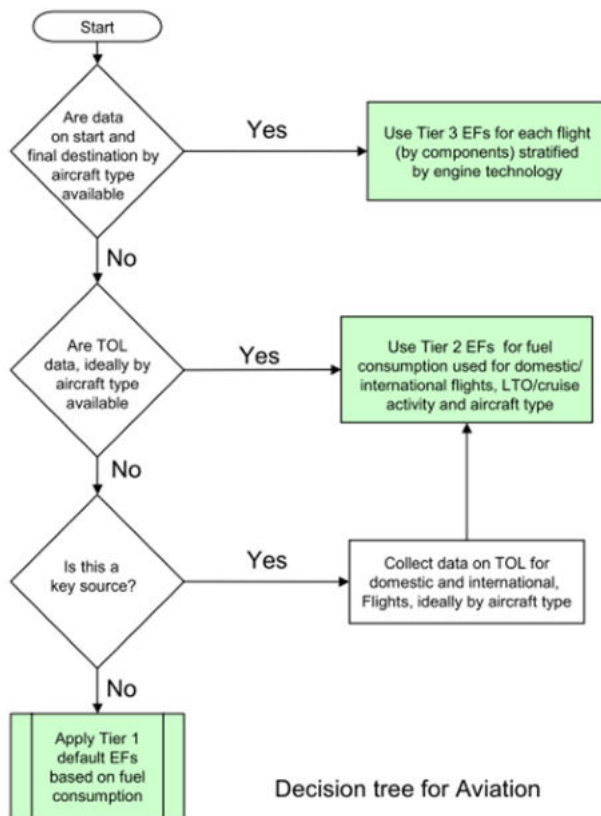 Start
Are data
on start and
final destination by
aircraft type
available
Yes
Use Tier 3 EFs for each flight
(by components) stratified
by engine technology
No
Are TOL
data, ideally by
aircraft type
available
Yes
Use Tier 2 EFs for fuel
consumption used for domestic/
international flights, LTO/cruise
activity and aircraft type
No
Is this a
key source?
Yes
Collect data on TOL for
domestic and international,
Flights, ideally by aircraft type
No
Apply Tier 1
default EFs
based on fuel
consumption
Decision tree for Aviation